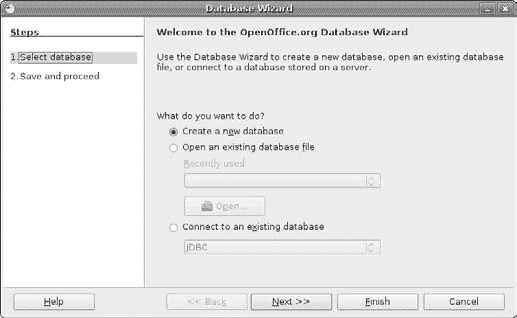 Database Wizard
Steps
1. Select database
2. Save and proceed
Welcome to the OpenOffice.org Database Wizard
Use the Database Wizard to create a new database, open an existing database
file, or connect to a database stored on a server.
What do you want to do?
Create a new database
Open an existing database file
Recently used
Open...
Connect to an existing database
JDBC
Help
<< Back
Next >>
Finish
Cancel